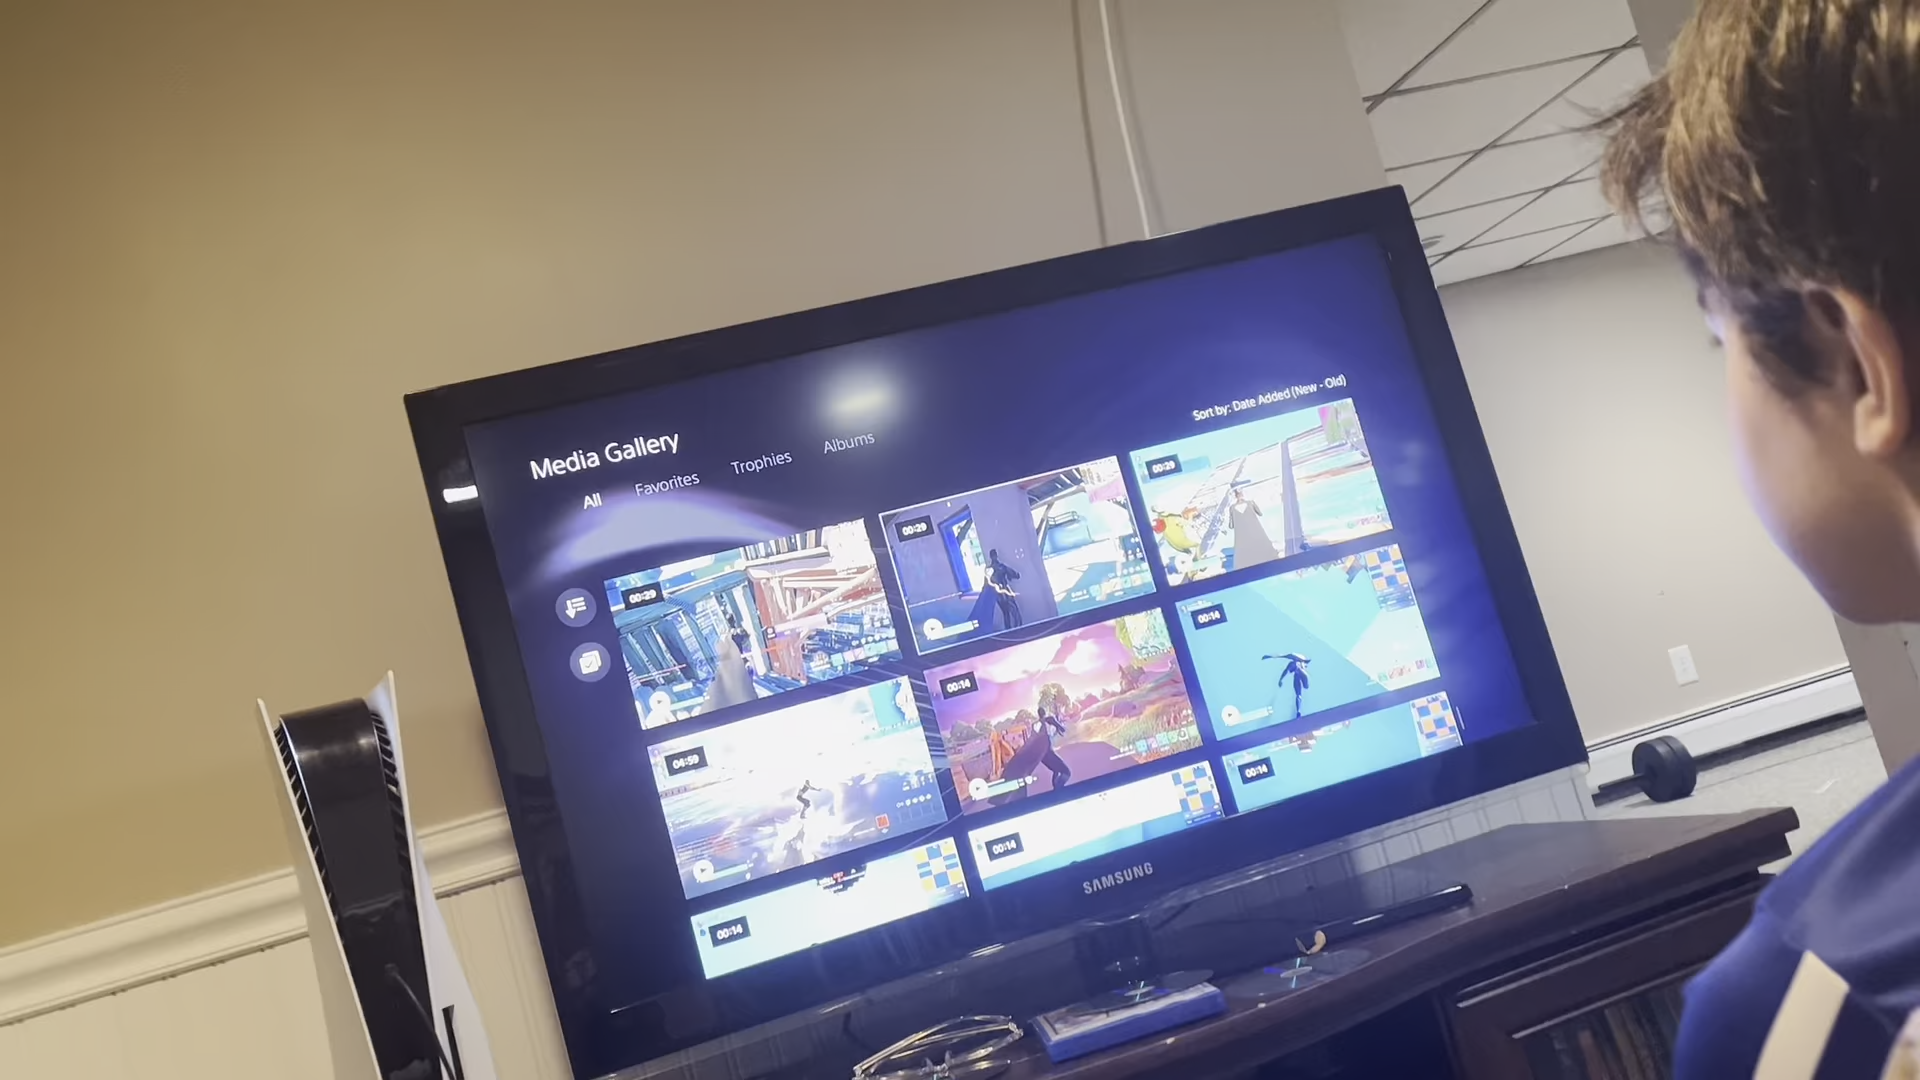 Media Gallery
All Favorites Trophies Albums
Sort by: Date Added (New - Old)
00:29
00:29
00:29
04:59
00:14
00:14
00:14
00:14
00:14
SAMSUNG